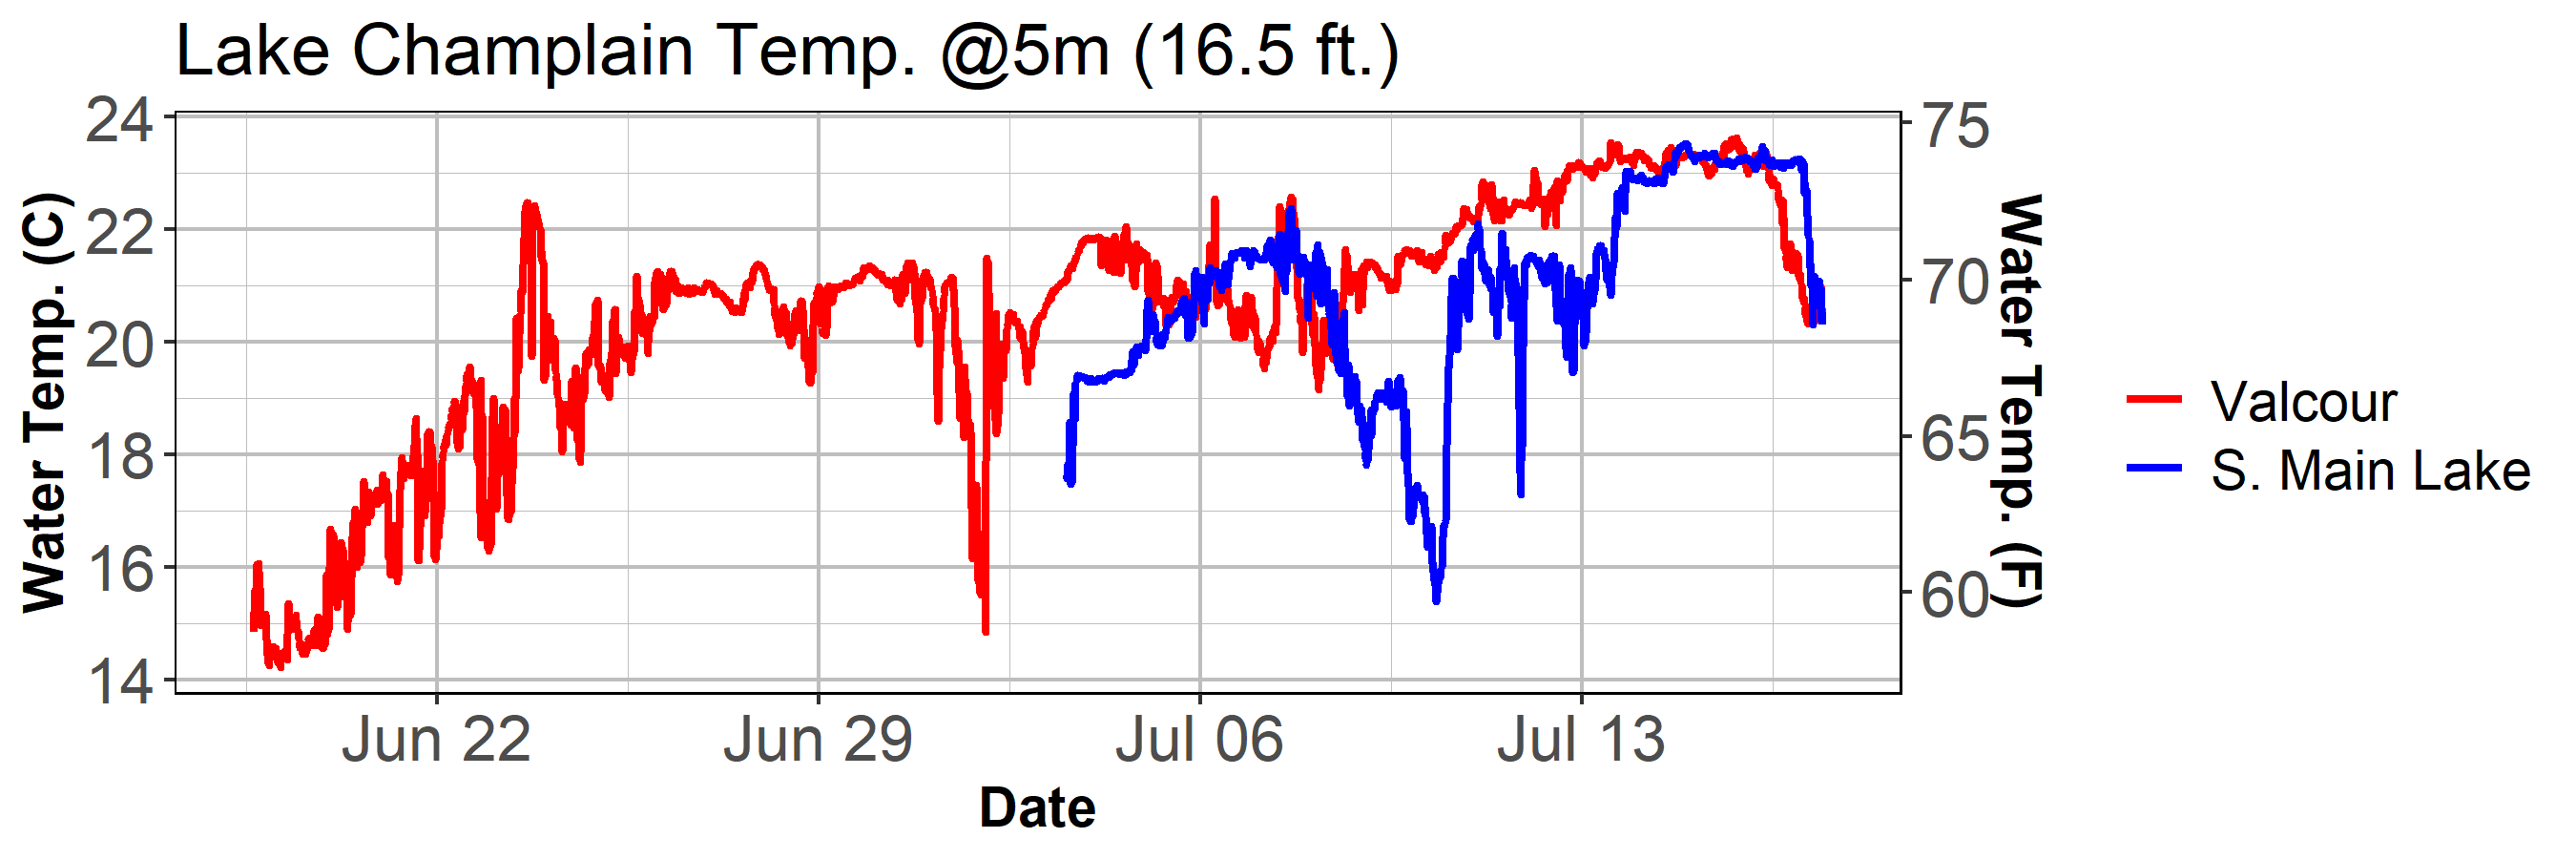 Lake Champlain Temp. @5m (16.5 ft.)
24
22
20
18
16
14
Water Temp. (C)
75
70
65
60
Water Temp. (F)
Jun 22
Jun 29
Jul 06
Jul 13
Date
Valcour
S. Main Lake